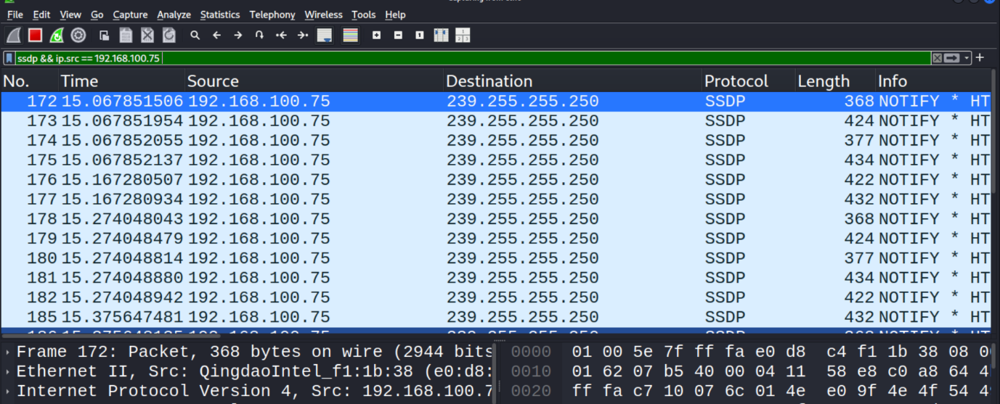 File Edit View Go Capture Analyze Statistics Telephony Wireless Tools Help
ssdp && ip.src == 192.168.100.75
No. Time Source Destination Protocol Length Info
172 15.067851506 192.168.100.75 239.255.255.250 SSDP 368 NOTIFY * HT
173 15.067851954 192.168.100.75 239.255.255.250 SSDP 424 NOTIFY * HT
174 15.067852055 192.168.100.75 239.255.255.250 SSDP 377 NOTIFY * HT
175 15.067852137 192.168.100.75 239.255.255.250 SSDP 434 NOTIFY * HT
176 15.167280507 192.168.100.75 239.255.255.250 SSDP 422 NOTIFY * HT
177 15.167280934 192.168.100.75 239.255.255.250 SSDP 432 NOTIFY * HT
178 15.274048043 192.168.100.75 239.255.255.250 SSDP 368 NOTIFY * HT
179 15.274048479 192.168.100.75 239.255.255.250 SSDP 424 NOTIFY * HT
180 15.274048814 192.168.100.75 239.255.255.250 SSDP 377 NOTIFY * HT
181 15.274048880 192.168.100.75 239.255.255.250 SSDP 434 NOTIFY * HT
182 15.274048942 192.168.100.75 239.255.255.250 SSDP 422 NOTIFY * HT
185 15.375647481 192.168.100.75 239.255.255.250 SSDP 432 NOTIFY * HT
Frame 172: Packet, 368 bytes on wire (2944 bits 0000 01 00 5e 7f ff fa e0 d8 c4 f1 1b 38 08 0
Ethernet II, Src: QingdaoIntel_f1:1b:38 (e0:d8: 0010 01 62 07 b5 40 00 04 11 58 e8 c0 a8 64 4
Internet Protocol Version 4, Src: 192.168.100.7 0020 ff fa c7 10 07 6c 01 4e e0 9f 4e 4f 54 4